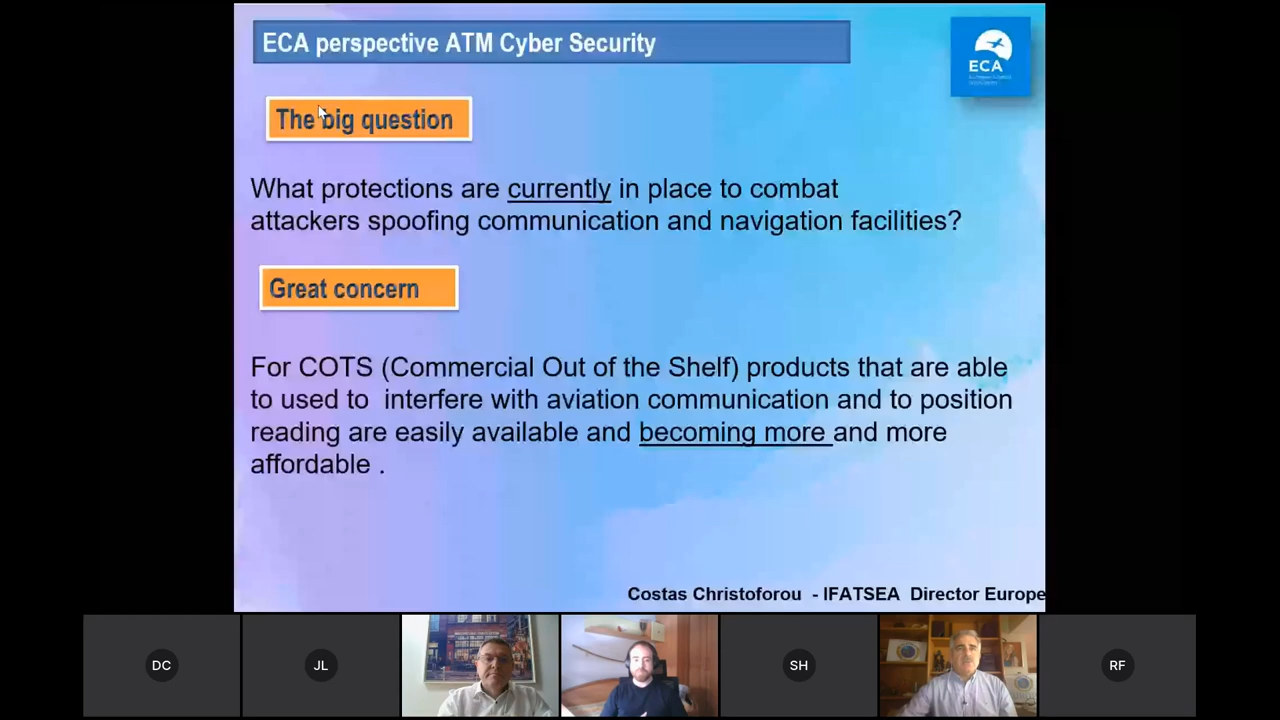 ECA perspective ATM Cyber Security
ECA
The big question
What protections are currently in place to combat
attackers spoofing communication and navigation facilities?
Great concern
For COTS (Commercial Out of the Shelf) products that are able
to used to interfere with aviation communication and to position
reading are easily available and becoming more and more
affordable .
Costas Christoforou - IFATSEA Director Europe
DC
JL
SH
RF